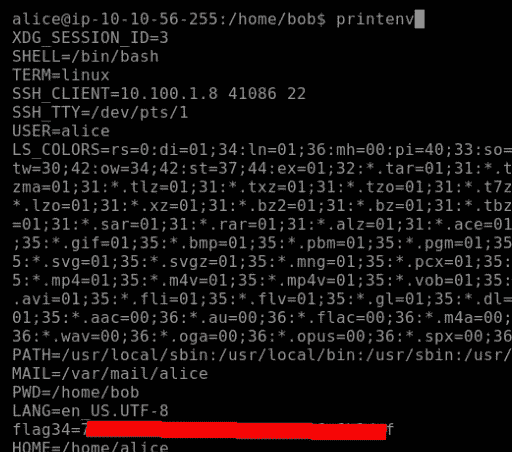 alice@ip-10-10-56-255:/home/bob$ printenv
XDG_SESSION_ID=3
SHELL=/bin/bash
TERM=linux
SSH_CLIENT=10.100.1.8 41086 22
SSH_TTY=/dev/pts/1
USER=alice
LS_COLORS=rs=0:di=01;34:ln=01;36:mh=00:pi=40;33:so=
tw=30;42:ow=34;42:st=37;44:ex=01;32:*.tar=01;31:*.t
zma=01;31:*.tlz=01;31:*.txz=01;31:*.tzo=01;31:*.t7z
*.lzo=01;31:*.xz=01;31:*.bz2=01;31:*.bz=01;31:*.tbz
=01;31:*.sar=01;31:*.rar=01;31:*.alz=01;31:*.ace=01
;35:*.gif=01;35:*.bmp=01;35:*.pbm=01;35:*.pgm=01;35
5:*.svg=01;35:*.svgz=01;35:*.mng=01;35:*.pcx=01;35:
5:*.mp4=01;35:*.m4v=01;35:*.mp4v=01;35:*.vob=01;35:
.avi=01;35:*.fli=01;35:*.flv=01;35:*.gl=01;35:*.dl=
01;35:*.aac=00;36:*.au=00;36:*.flac=00;36:*.m4a=00;
36:*.wav=00;36:*.oga=00;36:*.opus=00;36:*.spx=00;36
PATH=/usr/local/sbin:/usr/local/bin:/usr/sbin:/usr/
MAIL=/var/mail/alice
PWD=/home/bob
LANG=en_US.UTF-8
flag34=7 f
HOME=/home/alice